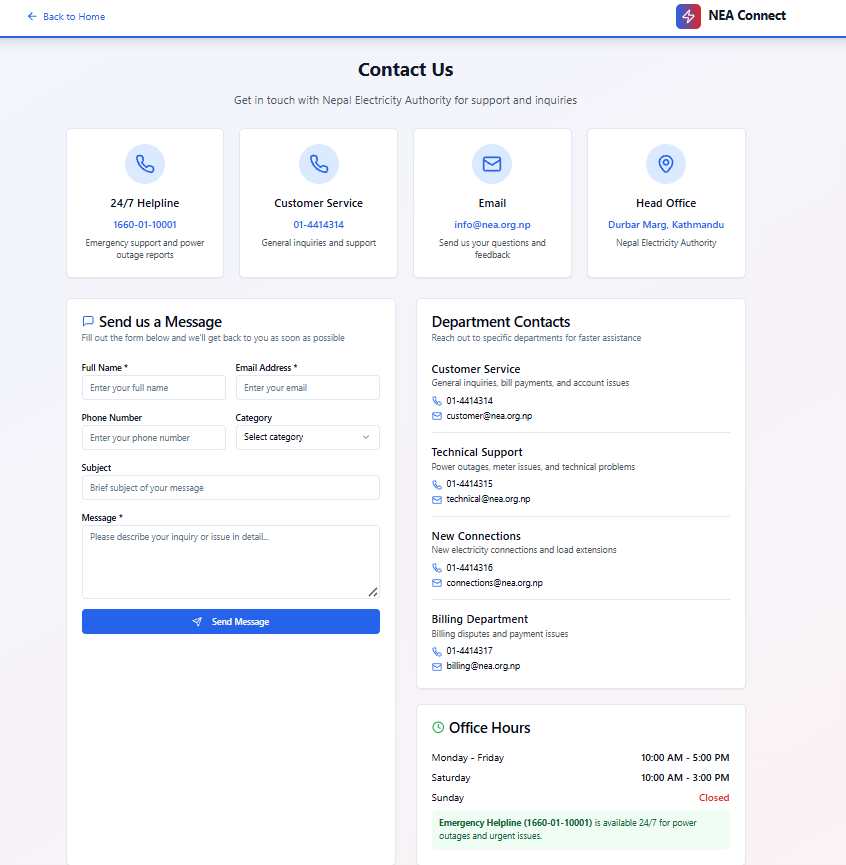 Back to Home
NEA Connect
Contact Us
Get in touch with Nepal Electricity Authority for support and inquiries
24/7 Helpline
1660-01-10001
Emergency support and power
outage reports
Customer Service
01-4414314
General inquiries and support
Email
info@nea.org.np
Send us your questions and
feedback
Head Office
Durbar Marg, Kathmandu
Nepal Electricity Authority
Send us a Message
Fill out the form below and we'll get back to you as soon as possible
Full Name *
Enter your full name
Email Address *
Enter your email
Phone Number
Enter your phone number
Category
Select category
Subject
Brief subject of your message
Message *
Please describe your inquiry or issue in detail...
Send Message
Department Contacts
Reach out to specific departments for faster assistance
Customer Service
General inquiries, bill payments, and account issues
01-4414314
customer@nea.org.np
Technical Support
Power outages, meter issues, and technical problems
01-4414315
technical@nea.org.np
New Connections
New electricity connections and load extensions
01-4414316
connections@nea.org.np
Billing Department
Billing disputes and payment issues
01-4414317
billing@nea.org.np
Office Hours
Monday - Friday 10:00 AM - 5:00 PM
Saturday 10:00 AM - 3:00 PM
Sunday Closed
Emergency Helpline (1660-01-10001) is available 24/7 for power
outages and urgent issues.